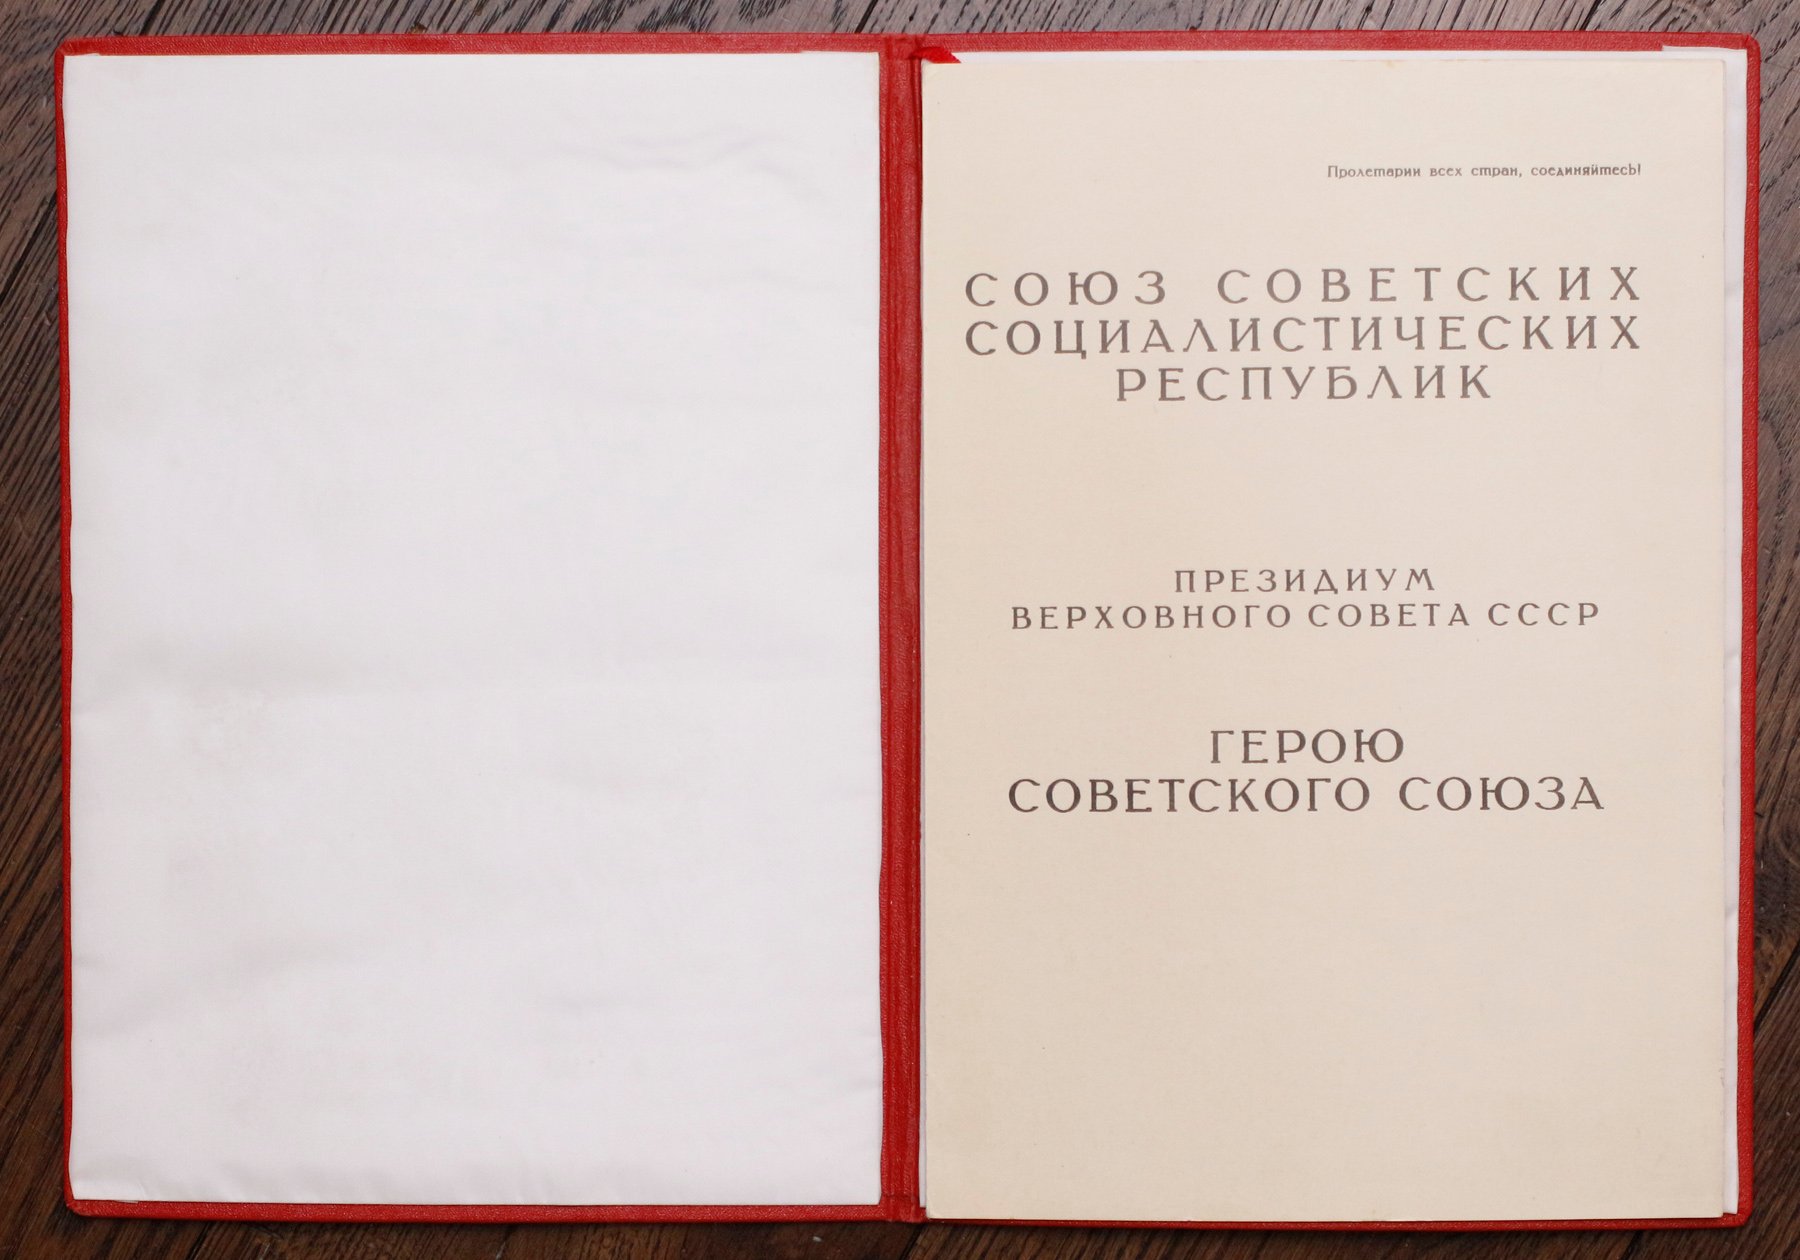 Пролетарии всех стран, соединяйтесь!
СОЮЗ СОВЕТСКИХ
СОЦИАЛИСТИЧЕСКИХ
РЕСПУБЛИК
ПРЕЗИДИУМ
ВЕРХОВНОГО СОВЕТА СССР
ГЕРОЮ
СОВЕТСКОГО СОЮЗА